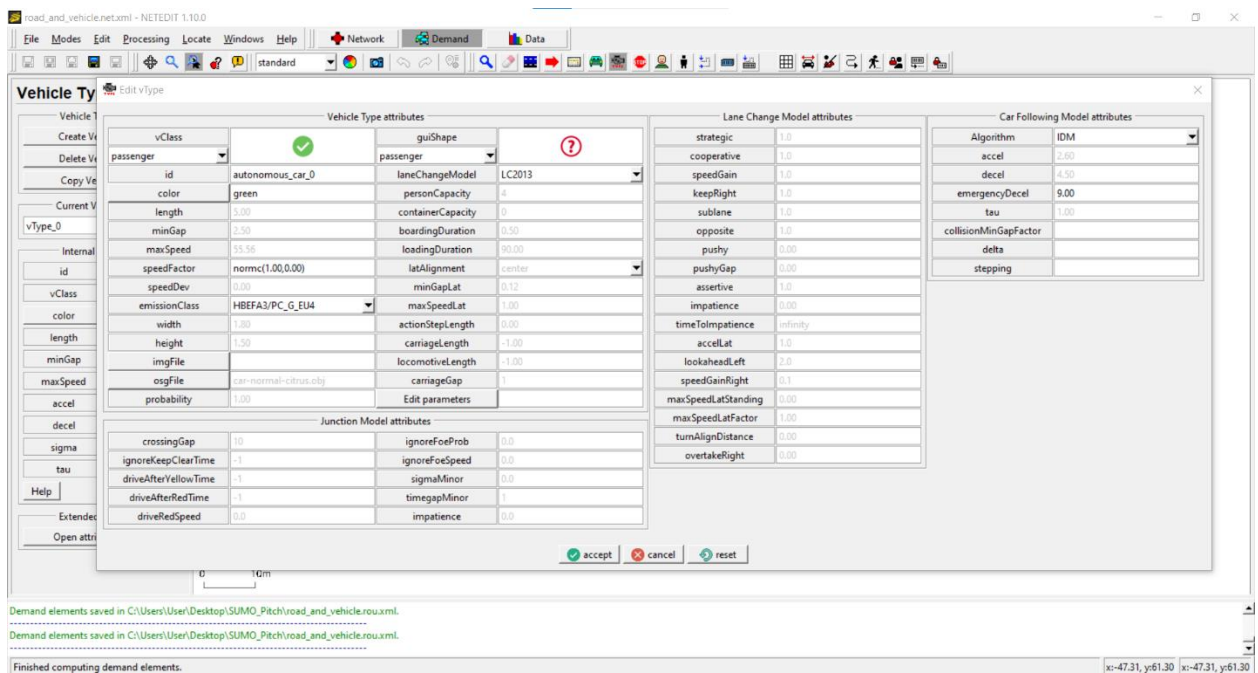 road_and_vehicle.net.xml - NETEDIT 1.10.0
File Modes Edit Processing Locate Windows Help Network Demand Data
standard
Vehicle Ty
Edit vType
Vehicle T
Create Ve
Delete Ve
Copy Ve
Current V
vType_0
Internal
id
vClass
color
length
minGap
maxSpeed
accel
decel
sigma
tau
Help
Extended
Open attri
Vehicle Type attributes
vClass guiShape
passenger passenger
id autonomous_car_0 laneChangeModel LC2013
color green personCapacity 4
length 5.00 containerCapacity 0
minGap 2.50 boardingDuration 0.50
maxSpeed 55.56 loadingDuration 90.00
speedFactor normc(1.00,0.00) latAlignment center
speedDev 0.00 minGapLat 0.12
emissionClass HBEFA3/PC_G_EU4 maxSpeedLat 1.00
width 1.80 actionStepLength 0.00
height 1.50 carriageLength -1.00
imgFile locomotiveLength -1.00
osgFile car-normal-citrus.obj carriageGap 1
probability 1.00 Edit parameters
Junction Model attributes
crossingGap 10 ignoreFoeProb 0.0
ignoreKeepClearTime -1 ignoreFoeSpeed 0.0
driveAfterYellowTime -1 sigmaMinor 0.0
driveAfterRedTime -1 timegapMinor 1
driveRedSpeed 0.0 impatience 0.0
Lane Change Model attributes
strategic 1.0
cooperative 1.0
speedGain 1.0
keepRight 1.0
sublane 1.0
opposite 1.0
pushy 0.00
pushyGap 0.00
assertive 1.0
impatience 0.00
timeToImpatience infinity
accelLat 1.0
lookaheadLeft 2.0
speedGainRight 0.1
maxSpeedLatStanding 0.00
maxSpeedLatFactor 1.00
turnAlignDistance 0.00
overtakeRight 0.00
Car Following Model attributes
Algorithm IDM
accel 2.60
decel 4.50
emergencyDecel 9.00
tau 1.00
collisionMinGapFactor
delta
stepping
accept cancel reset
0 10m
Demand elements saved in C:\Users\User\Desktop\SUMO_Pitch\road_and_vehicle.rou.xml.
Demand elements saved in C:\Users\User\Desktop\SUMO_Pitch\road_and_vehicle.rou.xml.
Finished computing demand elements. x:-47.31, y:61.30 x:-47.31, y:61.30